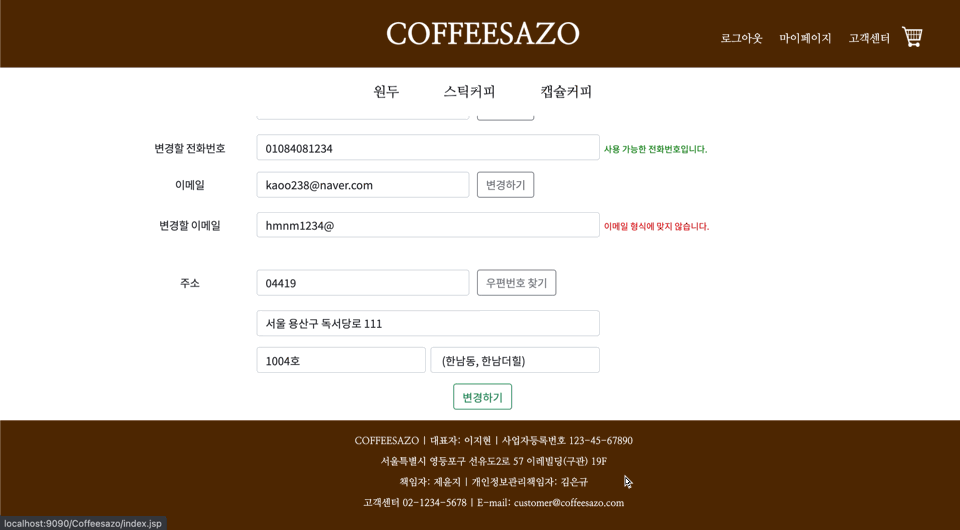 COFFEESAZO
로그아웃 마이페이지 고객센터
원두 스틱커피 캡슐커피
변경할 전화번호 01084081234 사용 가능한 전화번호입니다.
이메일 kaoo238@naver.com 변경하기
변경할 이메일 hmnm1234@ 이메일 형식에 맞지 않습니다.
주소 04419 우편번호 찾기
서울 용산구 독서당로 111
1004호 (한남동, 한남더힐)
변경하기
COFFEESAZO | 대표자: 이지현 | 사업자등록번호 123-45-67890
서울특별시 영등포구 선유도2로 57 이레빌딩(구관) 19F
책임자: 제윤지 | 개인정보관리책임자: 김은규
고객센터 02-1234-5678 | E-mail: customer@coffeesazo.com
localhost:9090/Coffeesazo/index.jsp